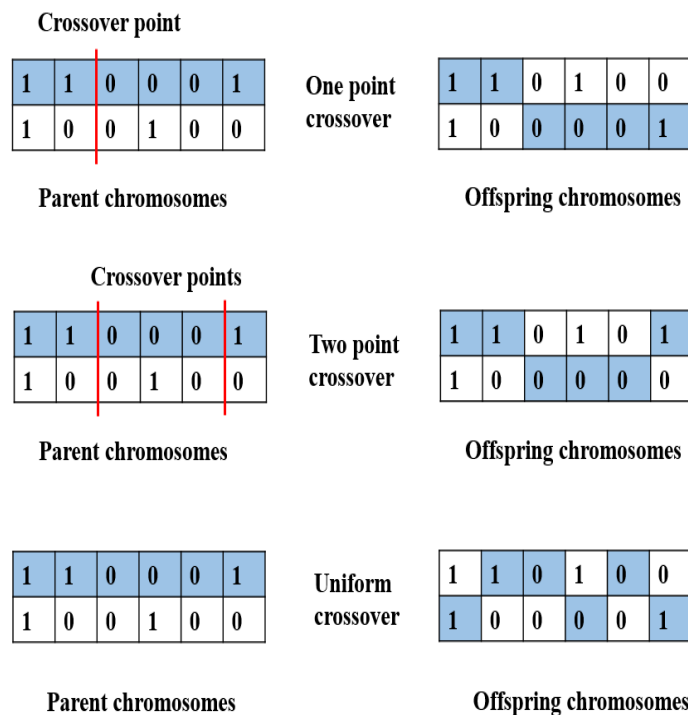 Crossover point
1 1 0 0 0 1
1 0 0 1 0 0
Parent chromosomes
One point
crossover
1 1 0 1 0 0
1 0 0 0 0 1
Offspring chromosomes
Crossover points
1 1 0 0 0 1
1 0 0 1 0 0
Parent chromosomes
Two point
crossover
1 1 0 1 0 1
1 0 0 0 0 0
Offspring chromosomes
1 1 0 0 0 1
1 0 0 1 0 0
Parent chromosomes
Uniform
crossover
1 1 0 1 0 0
1 0 0 0 0 1
Offspring chromosomes